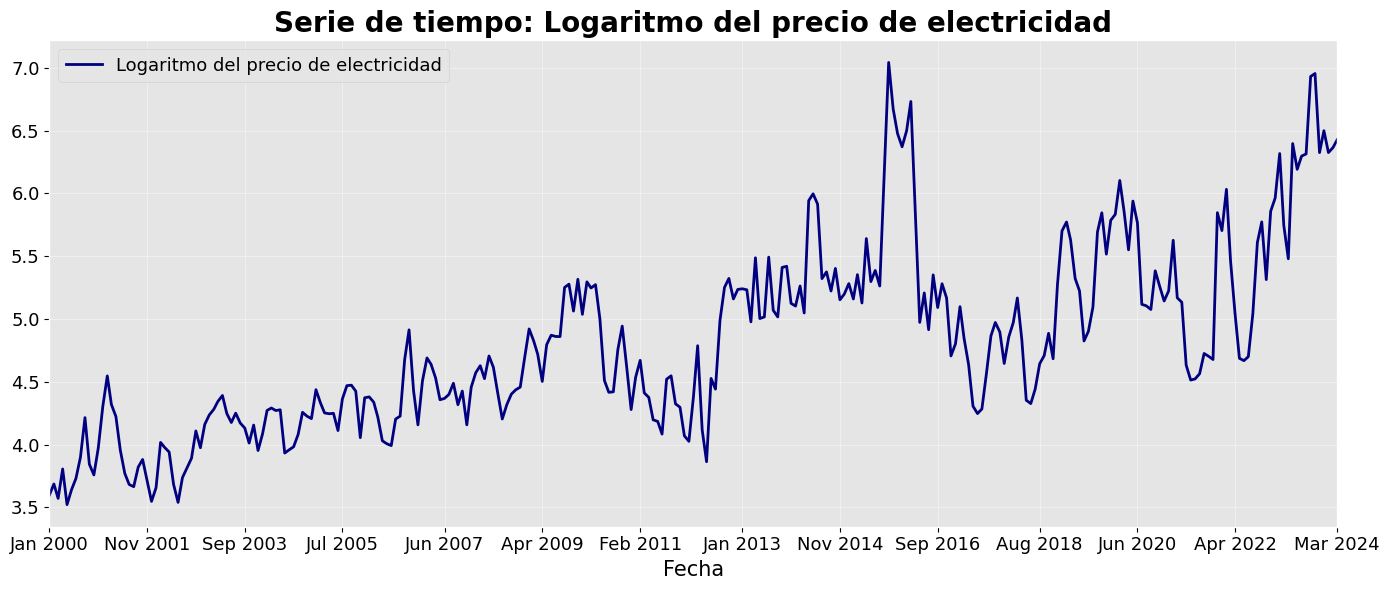 Serie de tiempo: Logaritmo del precio de electricidad
Logaritmo del precio de electricidad
7.0
6.5
6.0
5.5
5.0
4.5
4.0
3.5
Jan 2000 Nov 2001 Sep 2003 Jul 2005 Jun 2007 Apr 2009 Feb 2011 Jan 2013 Nov 2014 Sep 2016 Aug 2018 Jun 2020 Apr 2022 Mar 2024
Fecha